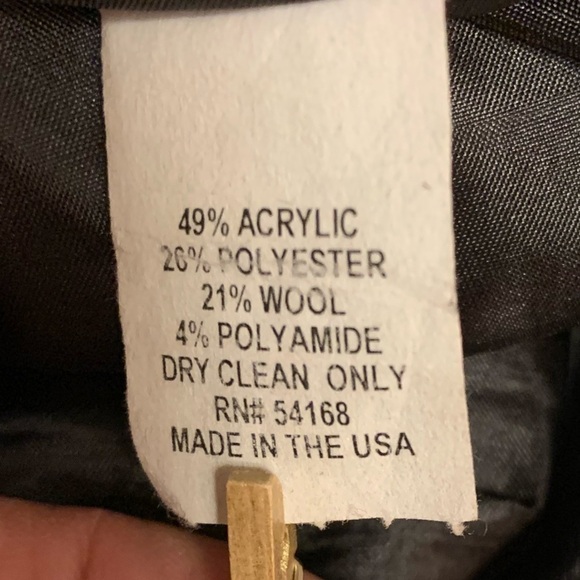 49% ACRYLIC
26% POLYESTER
21% WOOL
4% POLYAMIDE
DRY CLEAN ONLY
RN# 54168
MADE IN THE USA